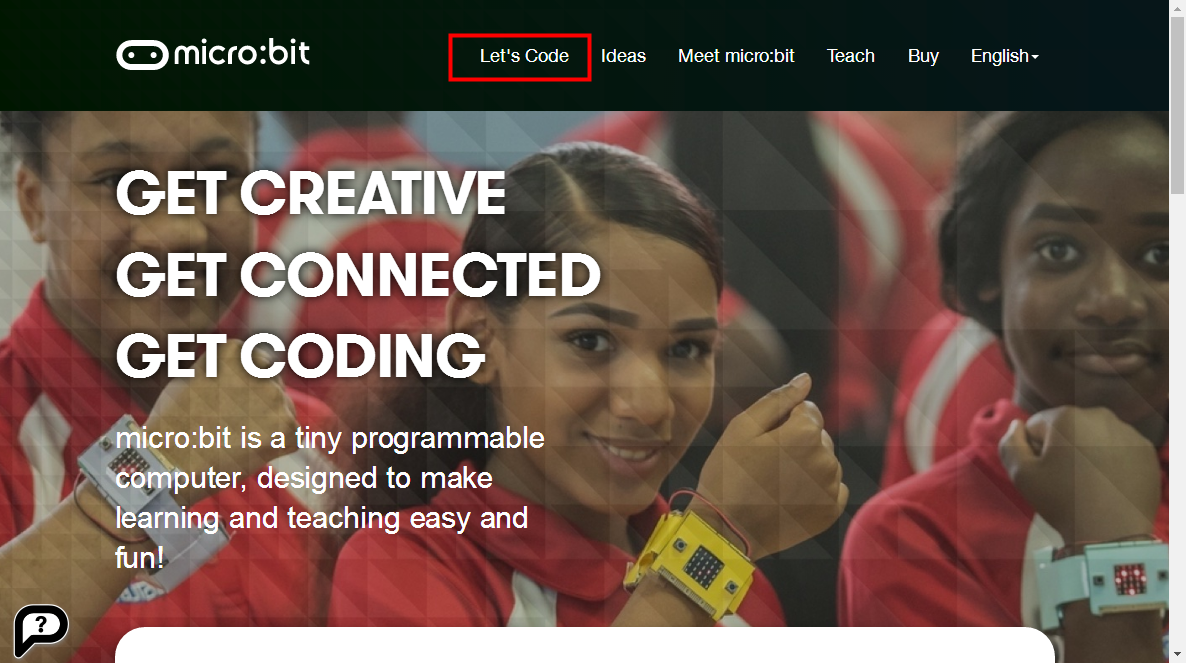 micro:bit
Let's Code Ideas Meet micro:bit Teach Buy English
GET CREATIVE
GET CONNECTED
GET CODING
micro:bit is a tiny programmable
computer, designed to make
learning and teaching easy and
fun!
?